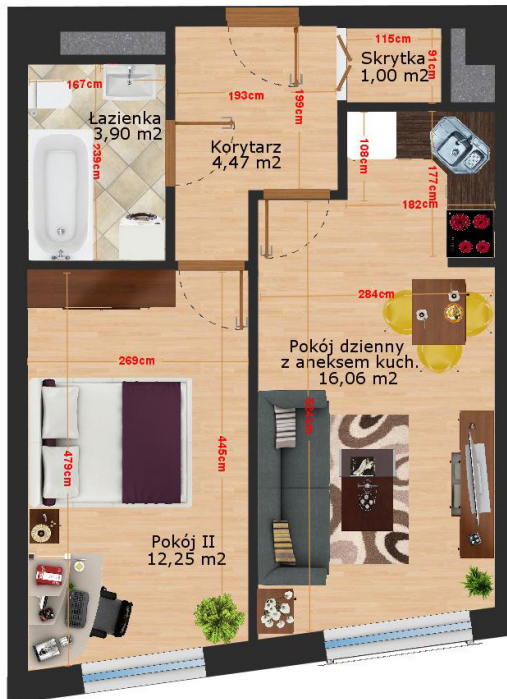 115cm
Skrytka
1,00 m2
91cm
167cm
Łazienka
3,90 m2
239cm
193cm
199cm
Korytarz
4,47 m2
108cm
177cm
182cm
284cm
Pokój dzienny
z aneksem kuch.
16,06 m2
269cm
445cm
479cm
Pokój II
12,25 m2